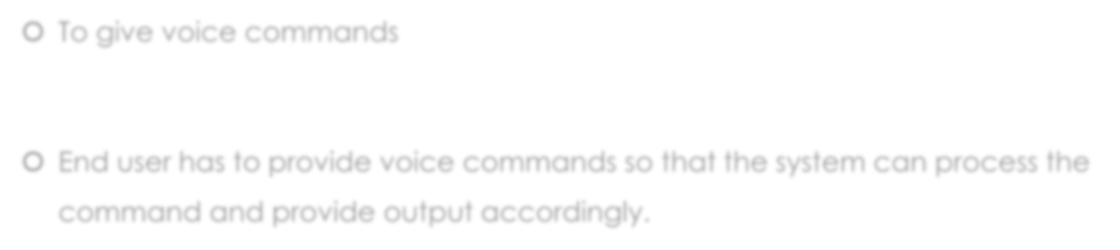 To give voice commands
End user has to provide voice commands so that the system can process the
command and provide output accordingly.